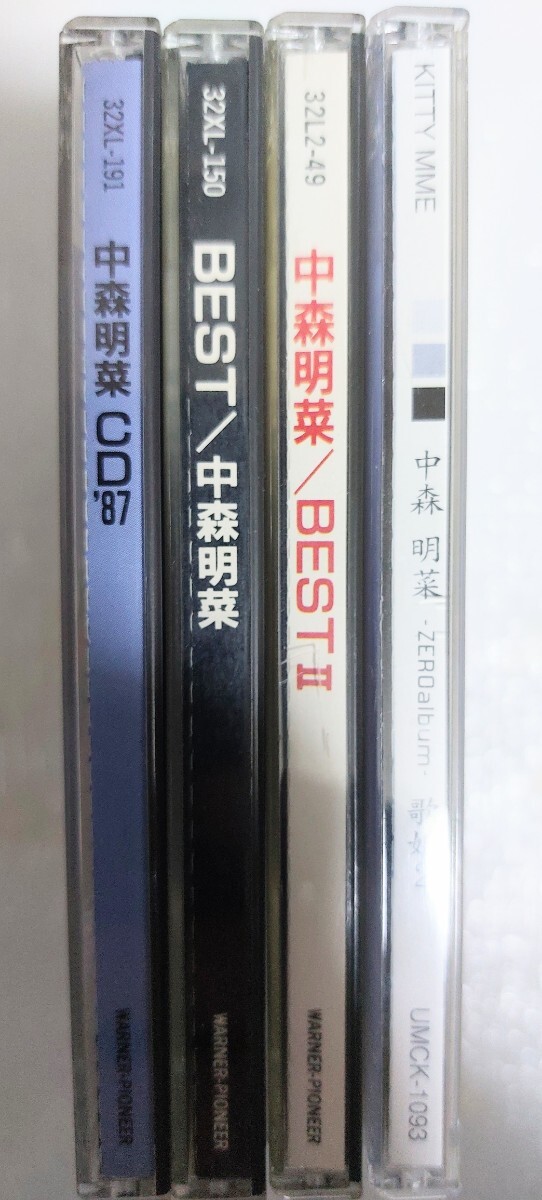 32XL-191 中森明菜 CD'87 WARNER-PIONEER
32XL-150 BEST/中森明菜 WARNER-PIONEER
32L2-49 中森明菜/BESTⅡ WARNER-PIONEER
KITTY MME 中森 明菜 -ZEROalbum- 歌 UMCK-1093